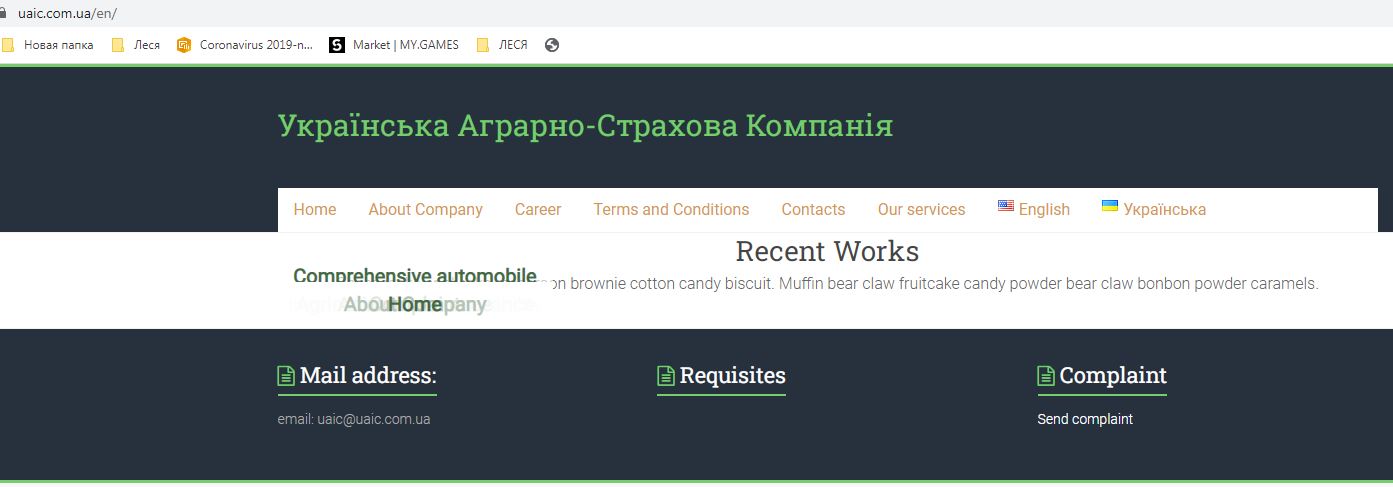 uaic.com.ua/en/
Новая папка Леся Coronavirus 2019-n... Market | MY.GAMES ЛЕСЯ
Українська Аграрно-Страхова Компанія
Home About Company Career Terms and Conditions Contacts Our services English Українська
Recent Works
Comprehensive automobile
on brownie cotton candy biscuit. Muffin bear claw fruitcake candy powder bear claw bonbon powder caramels.
About Company
Home
Mail address: Requisites Complaint
email: uaic@uaic.com.ua Send complaint